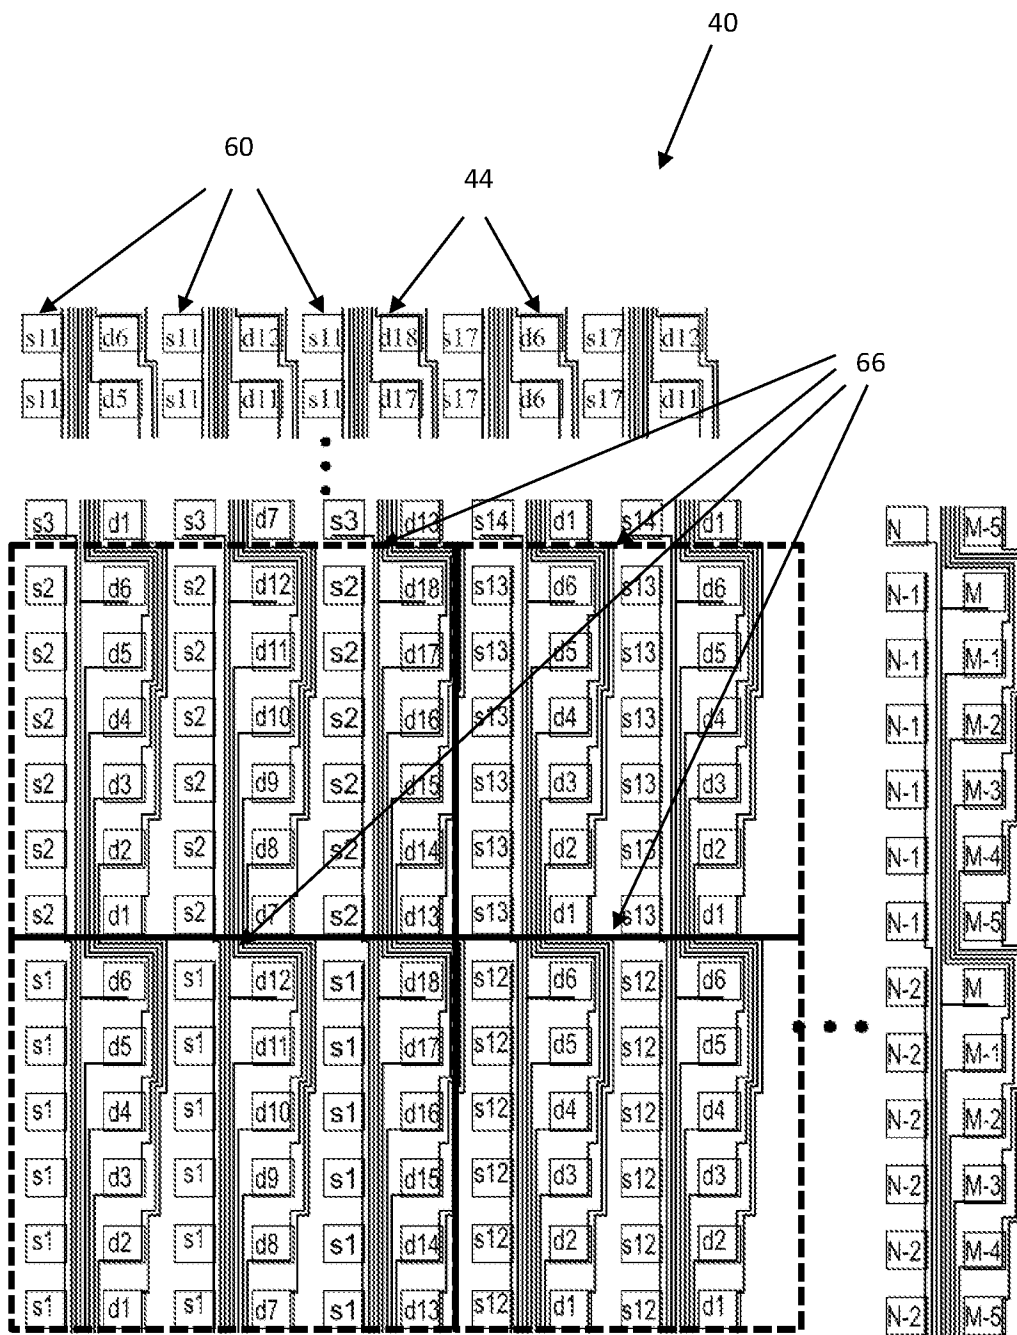 40
60
44
s11 d6 s11 d12 s11 d18 s17 d6 s17 d12
66
s11 d5 s11 d11 s11 d17 s17 d6 s17 d11
s3 d1 s3 d7 s3 d13 s14 d1 s14 d1 N M-5
s2 d6 s2 d12 s2 d18 s13 d6 s13 d6 N-1 M
s2 d5 s2 d11 s2 d17 s13 d5 s13 d5 N-1 M-1
s2 d4 s2 d10 s2 d16 s13 d4 s13 d4 N-1 M-2
s2 d3 s2 d9 s2 d15 s13 d3 s13 d3 N-1 M-3
s2 d2 s2 d8 s2 d14 s13 d2 s13 d2 N-1 M-4
s2 d1 s2 d7 s2 d13 s13 d1 s13 d1 N-1 M-5
s1 d6 s1 d12 s1 d18 s12 d6 s12 d6 N-2 M
s1 d5 s1 d11 s1 d17 s12 d5 s12 d5 N-2 M-1
s1 d4 s1 d10 s1 d16 s12 d4 s12 d4 N-2 M-2
s1 d3 s1 d9 s1 d15 s12 d3 s12 d3 N-2 M-3
s1 d2 s1 d8 s1 d14 s12 d2 s12 d2 N-2 M-4
s1 d1 s1 d7 s1 d13 s12 d1 s12 d1 N-2 M-5